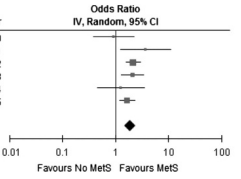 Odds Ratio
IV, Random, 95% CI
0.01 0.1 1 10 100
Favours No MetS Favours MetS